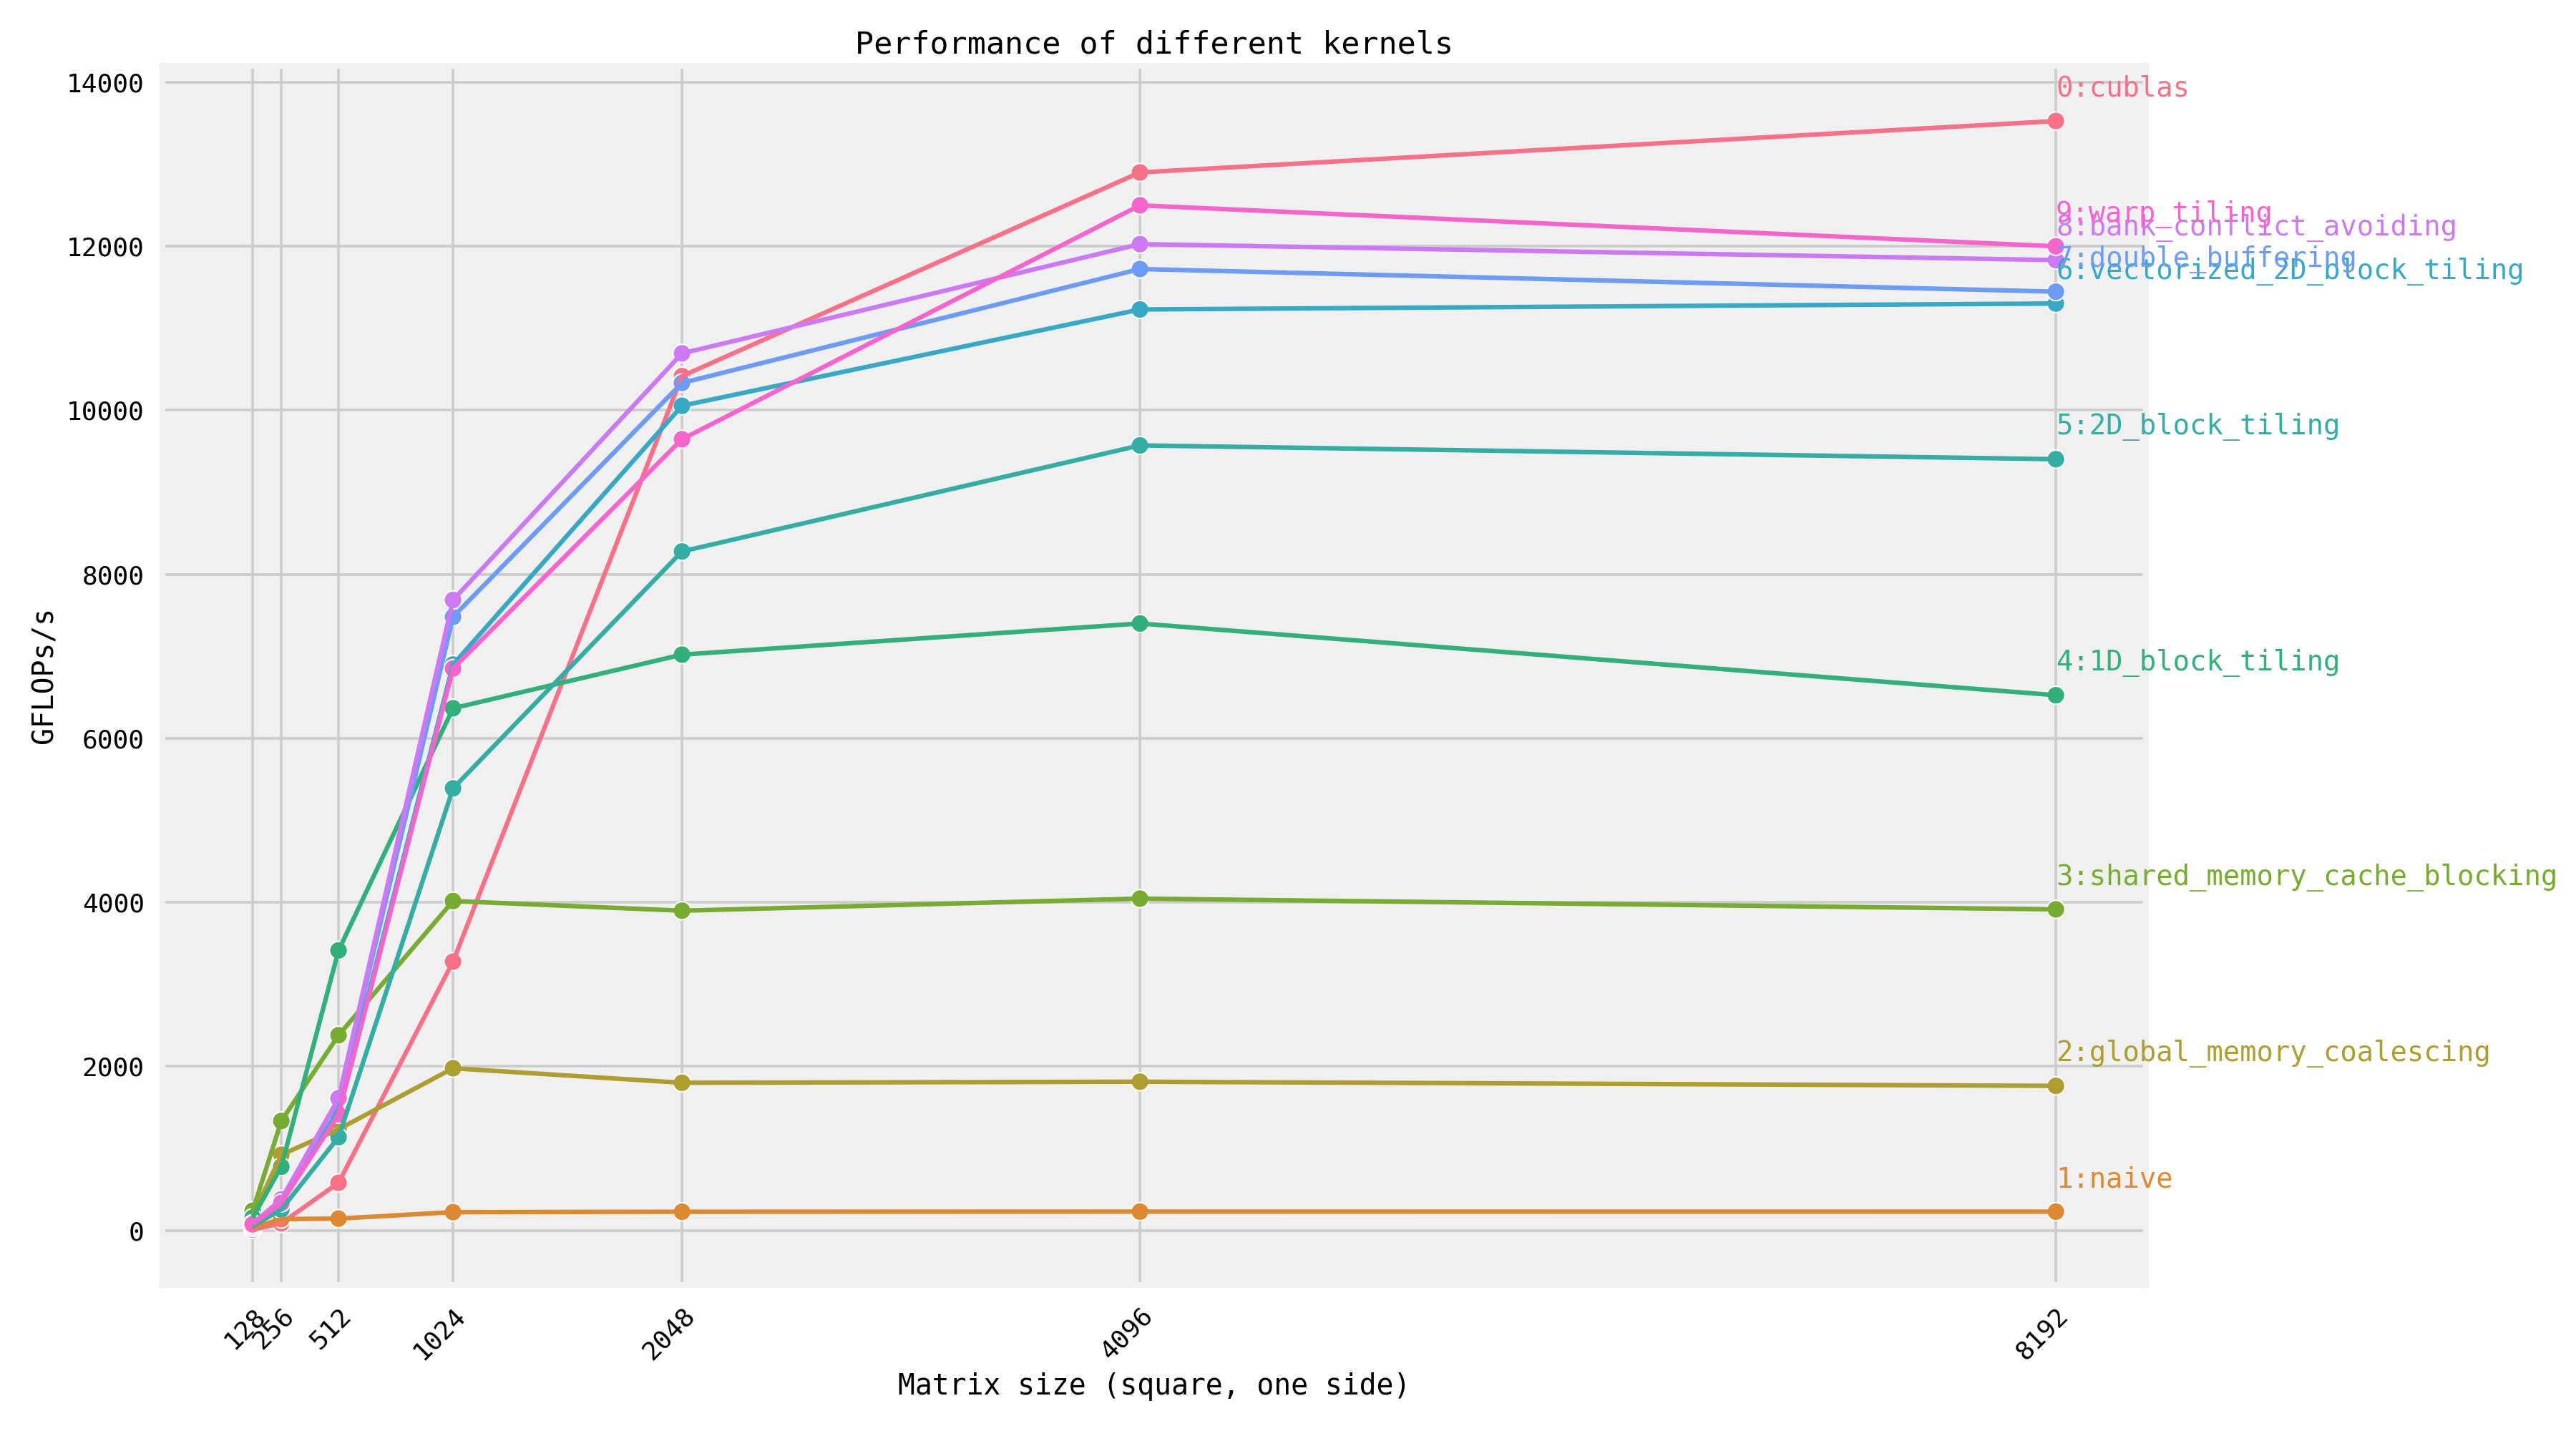 Performance of different kernels
14000
12000
10000
8000
6000
4000
2000
0
GFLOPs/s
0:cublas
9:warp_tiling
8:bank_conflict_avoiding
7:double_buffering
6:vectorized_2D_block_tiling
5:2D_block_tiling
4:1D_block_tiling
3:shared_memory_cache_blocking
2:global_memory_coalescing
1:naive
128
256
512
1024
2048
4096
8192
Matrix size (square, one side)